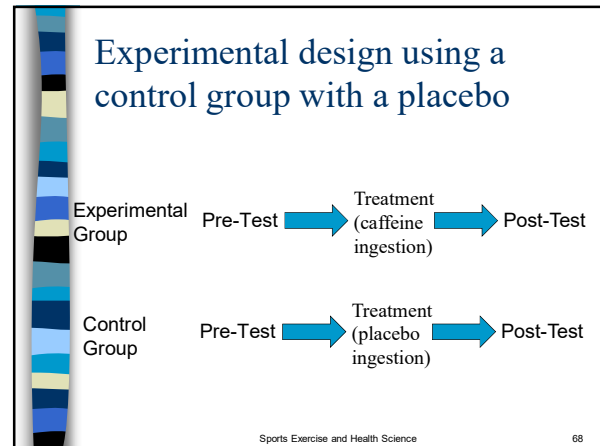 Experimental design using a
control group with a placebo
Experimental
Group
Pre-Test
Treatment
(caffeine
ingestion)
Post-Test
Control
Group
Pre-Test
Treatment
(placebo
ingestion)
Post-Test
Sports Exercise and Health Science
68